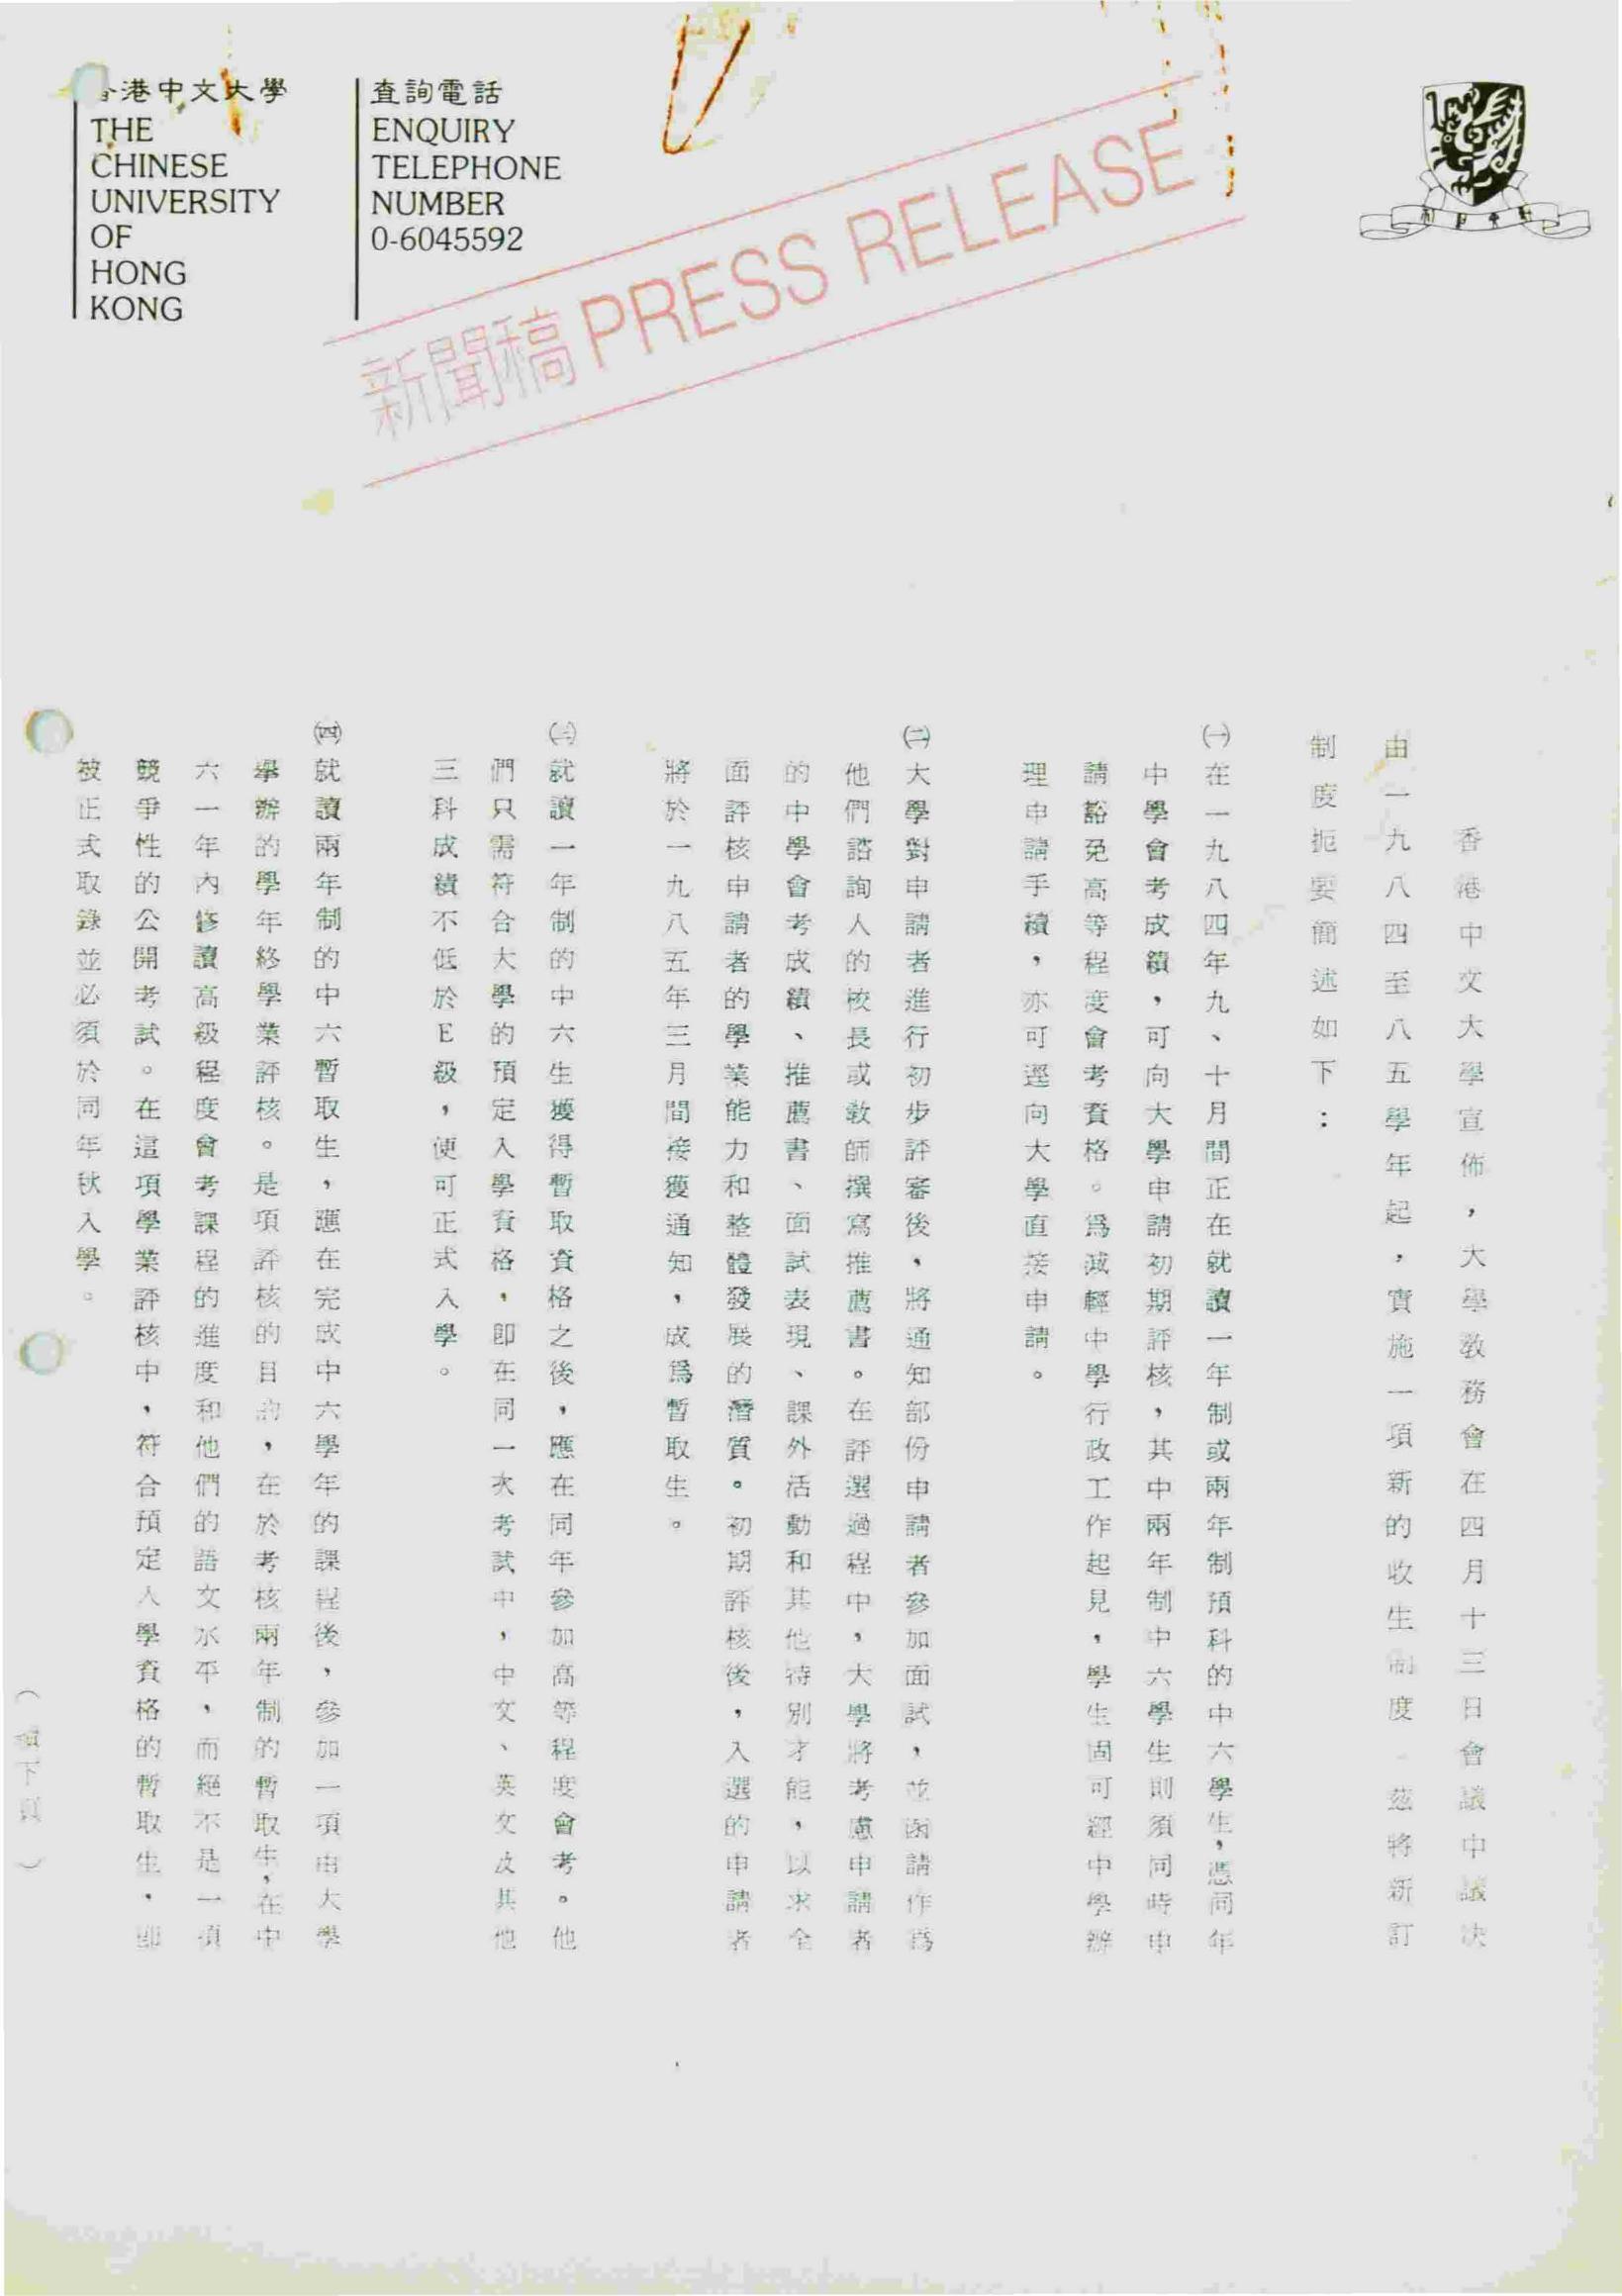 香港中文大學
THE
CHINESE
UNIVERSITY
OF
HONG
KONG
查詢電話
ENQUIRY
TELEPHONE
NUMBER
0-6045592
新聞稿 PRESS RELEASE
香港中文大學宣佈，大學教務會在四月十三日會議中議決
由一九八四至八五學年起，實施一項新的收生制度。茲將新訂
制度扼要簡述如下：
㈠在一九八四年九、十月間正在就讀一年制或兩年制預科的中六學生，憑同年
中學會考成績，可向大學申請初期評核，其中兩年制中六學生則須同時申
請豁免高等程度會考資格。爲減輕中學行政工作起見，學生固可經中學辦
理申請手續，亦可逕向大學直接申請。
㈡大學對申請者進行初步評審後，將通知部份申請者參加面試，並函請作爲
他們諮詢人的校長或教師撰寫推薦書。在評選過程中，大學將考慮申請者
的中學會考成績、推薦書、面試表現、課外活動和其他特別才能，以求全
面評核申請者的學業能力和整體發展的潛質。初期評核後，入選的申請者
將於一九八五年三月間接獲通知，成爲暫取生。
㈢就讀一年制的中六生獲得暫取資格之後，應在同年參加高等程度會考。他
們只需符合大學的預定入學資格，即在同一次考試中，中文、英文及其他
三科成績不低於E級，便可正式入學。
㈣就讀兩年制的中六暫取生，應在完成中六學年的課程後，參加一項由大學
舉辦的學年終學業評核。是項評核的目的，在於考核兩年制的暫取生，在中
六一年內修讀高級程度會考課程的進度和他們的語文水平，而絕不是一項
競爭性的公開考試。在這項學業評核中，符合預定入學資格的暫取生，即
被正式取錄並必須於同年秋入學。
（續下頁）